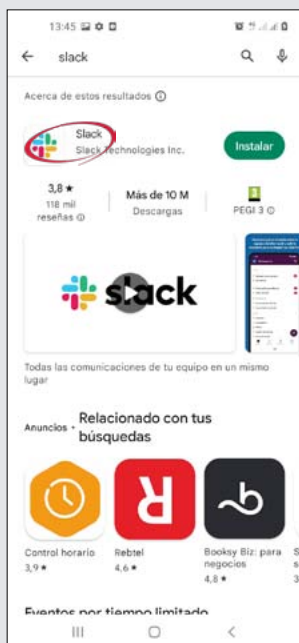 13:45
slack
Acerca de estos resultados
Slack
Slack Technologies Inc.
Instalar
3,8 ★
118 mil
reseñas
Más de 10 M
Descargas
3
PEGI 3
slack
Todas las comunicaciones de tu equipo en un mismo
lugar
Anuncios • Relacionado con tus
búsquedas
Control horario
3,9 ★
Rebtel
4,6 ★
Booksy Biz: para
negocios
4,8 ★
S
s
3
Eventos por tiempo limitado